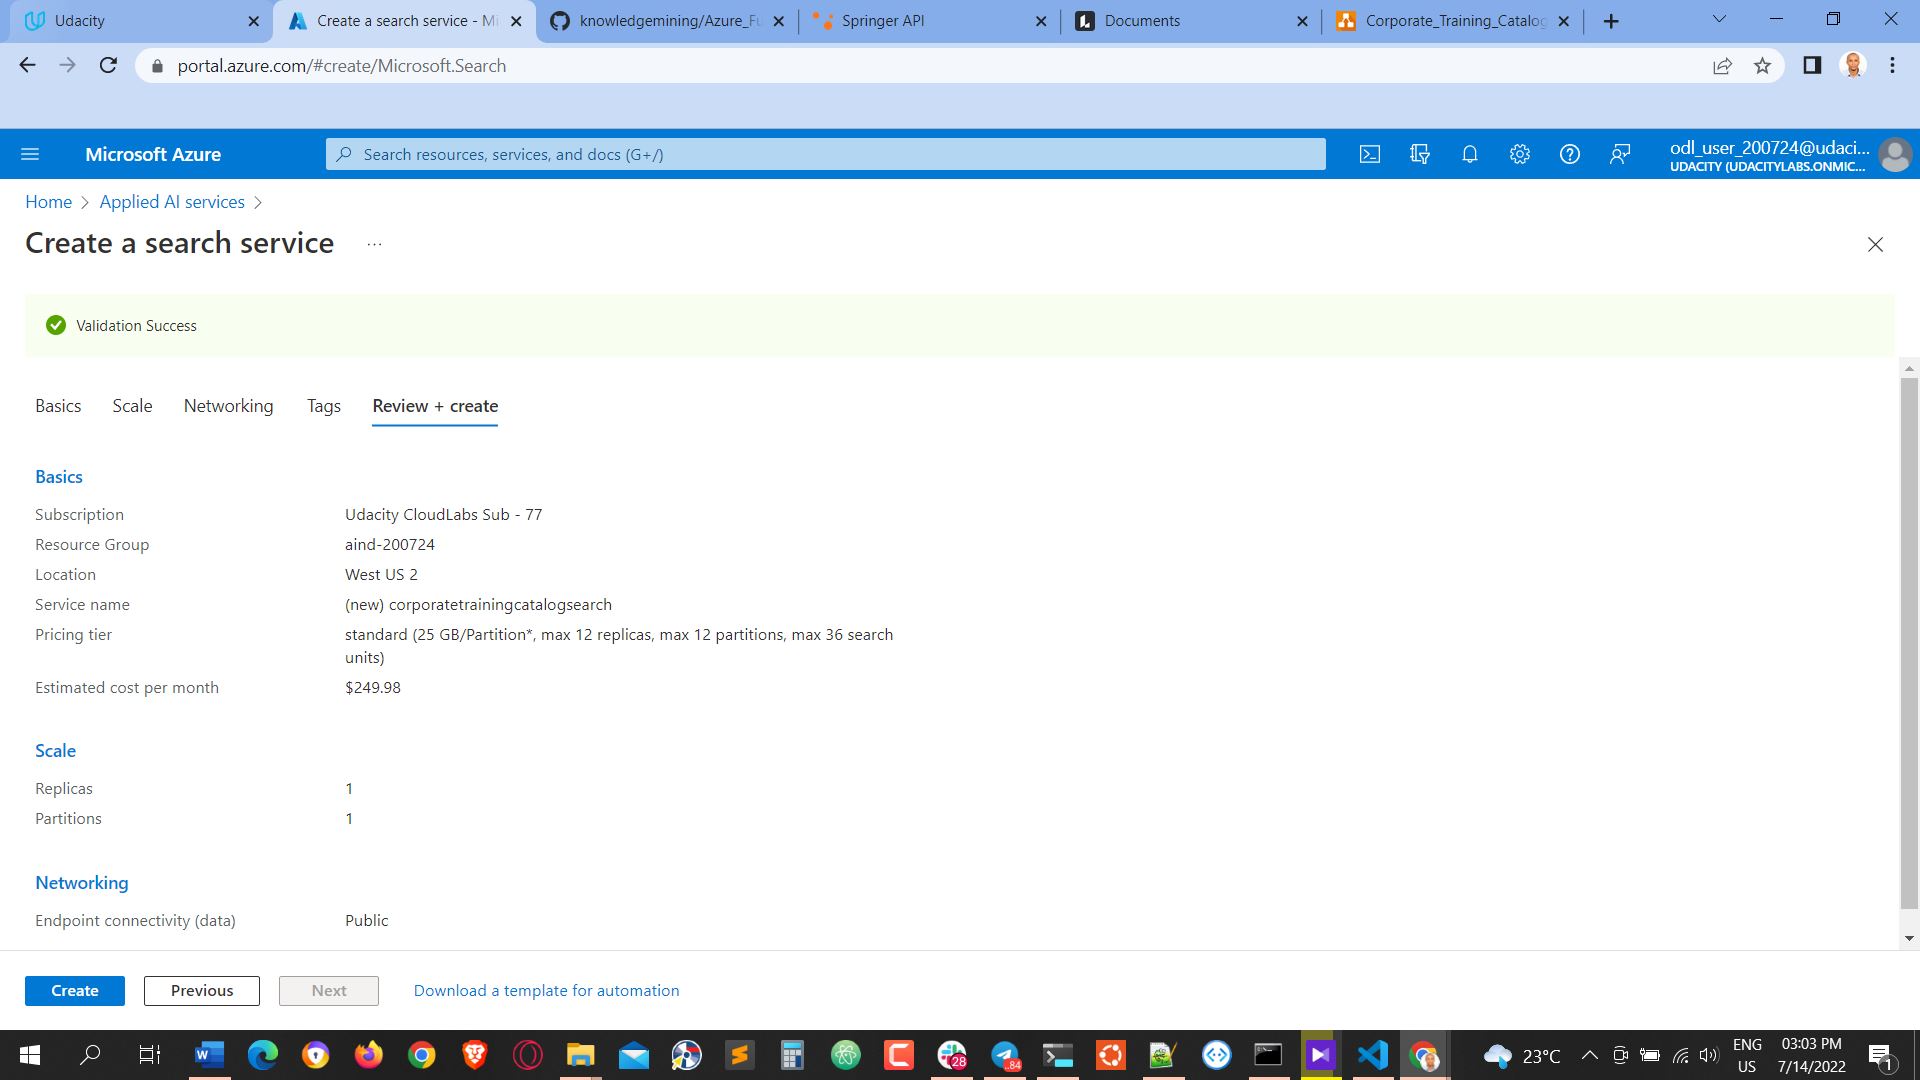 Udacity
Create a search service - Mi
knowledgemining/Azure_Fu
Springer API
Documents
Corporate_Training_Catalog
portal.azure.com/#create/Microsoft.Search
Microsoft Azure
Search resources, services, and docs (G+/)
odl_user_200724@udaci...
UDACITY (UDACITYLABS.ONMIC...
Home > Applied AI services >
Create a search service ...
Validation Success
Basics Scale Networking Tags Review + create
Basics
Subscription Udacity CloudLabs Sub - 77
Resource Group aind-200724
Location West US 2
Service name (new) corporatetrainingcatalogsearch
Pricing tier standard (25 GB/Partition*, max 12 replicas, max 12 partitions, max 36 search
units)
Estimated cost per month $249.98
Scale
Replicas 1
Partitions 1
Networking
Endpoint connectivity (data) Public
Create Previous Next Download a template for automation
28
84
23°C
ENG
US
03:03 PM
7/14/2022
1